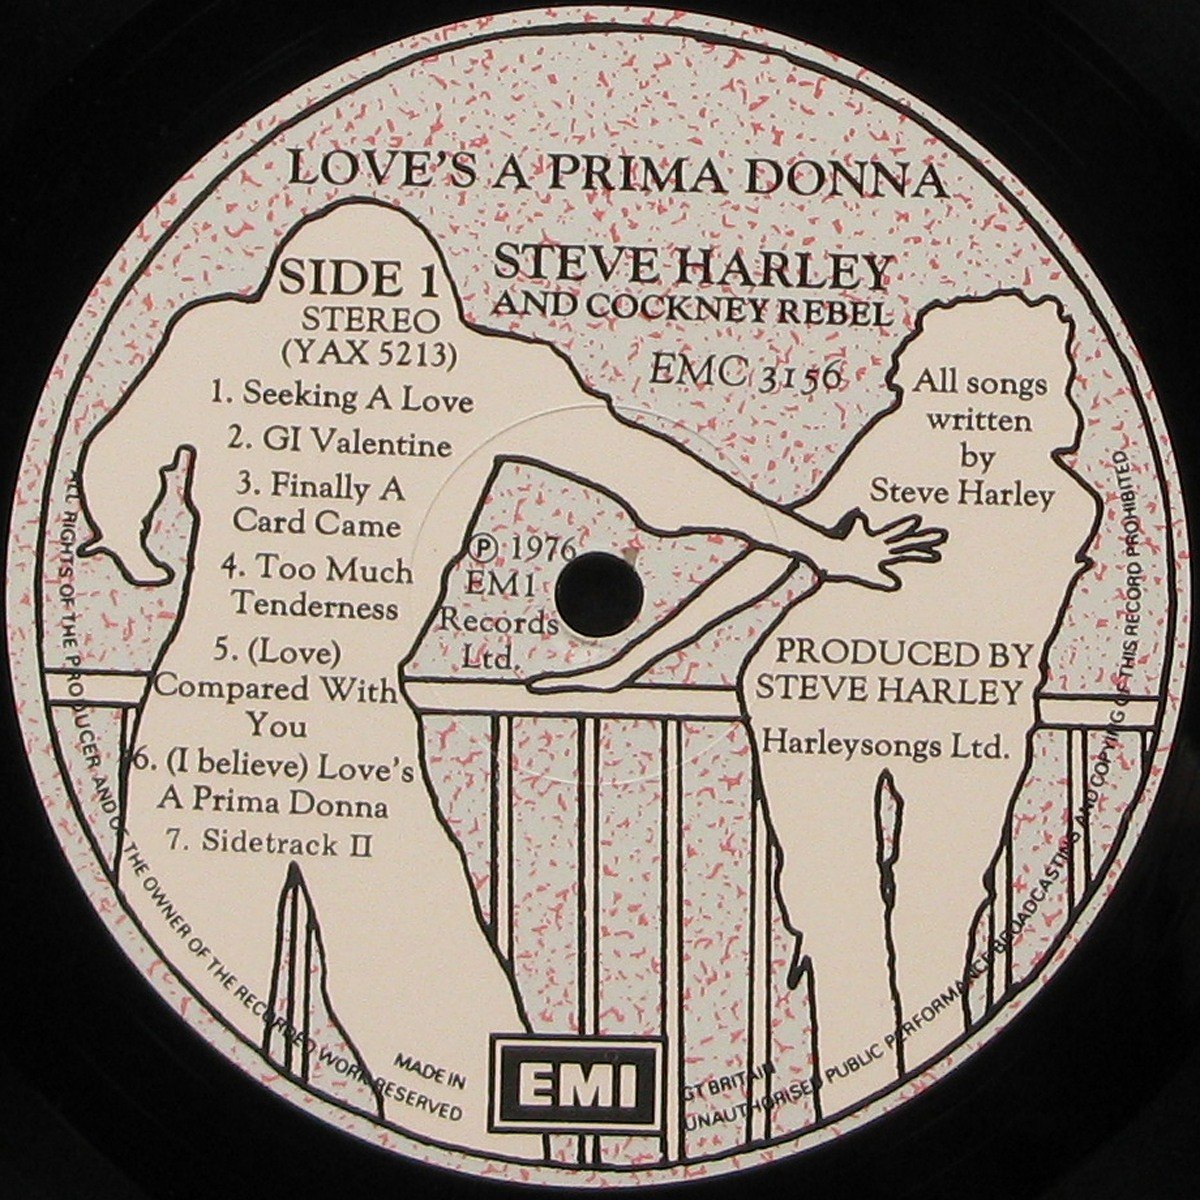 LOVE'S A PRIMA DONNA
STEVE HARLEY
AND COCKNEY REBEL
EMC 3156
SIDE 1
STEREO
(YAX 5213)
1. Seeking A Love
2. GI Valentine
3. Finally A
Card Came
4. Too Much
Tenderness
5. (Love)
Compared With
You
6. (I believe) Love's
A Prima Donna
7. Sidetrack II
℗ 1976
EMI
Records
Ltd.
All songs
written
by
Steve Harley
PRODUCED BY
STEVE HARLEY
Harleysongs Ltd.
ALL RIGHTS OF THE PRODUCER AND OF THE OWNER OF THE RECORDED WORK RESERVED
UNAUTHORISED PUBLIC PERFORMANCE BROADCASTING AND COPYING OF THIS RECORD PROHIBITED
MADE IN
GT BRITAIN
EMI